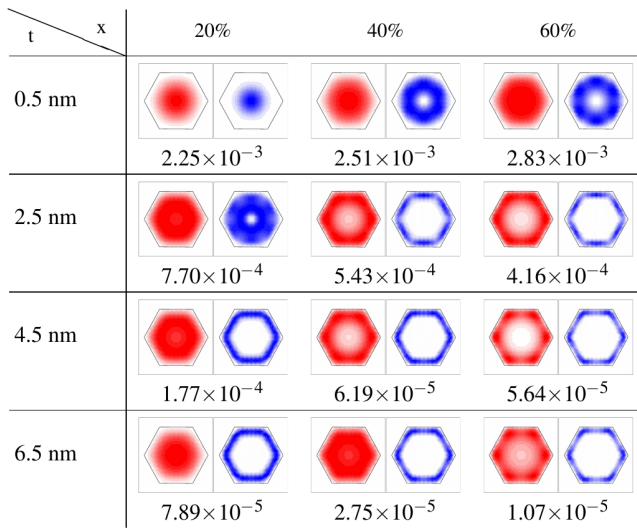 x
t
20% 40% 60%
0.5 nm
2.25×10⁻³ 2.51×10⁻³ 2.83×10⁻³
2.5 nm
7.70×10⁻⁴ 5.43×10⁻⁴ 4.16×10⁻⁴
4.5 nm
1.77×10⁻⁴ 6.19×10⁻⁵ 5.64×10⁻⁵
6.5 nm
7.89×10⁻⁵ 2.75×10⁻⁵ 1.07×10⁻⁵